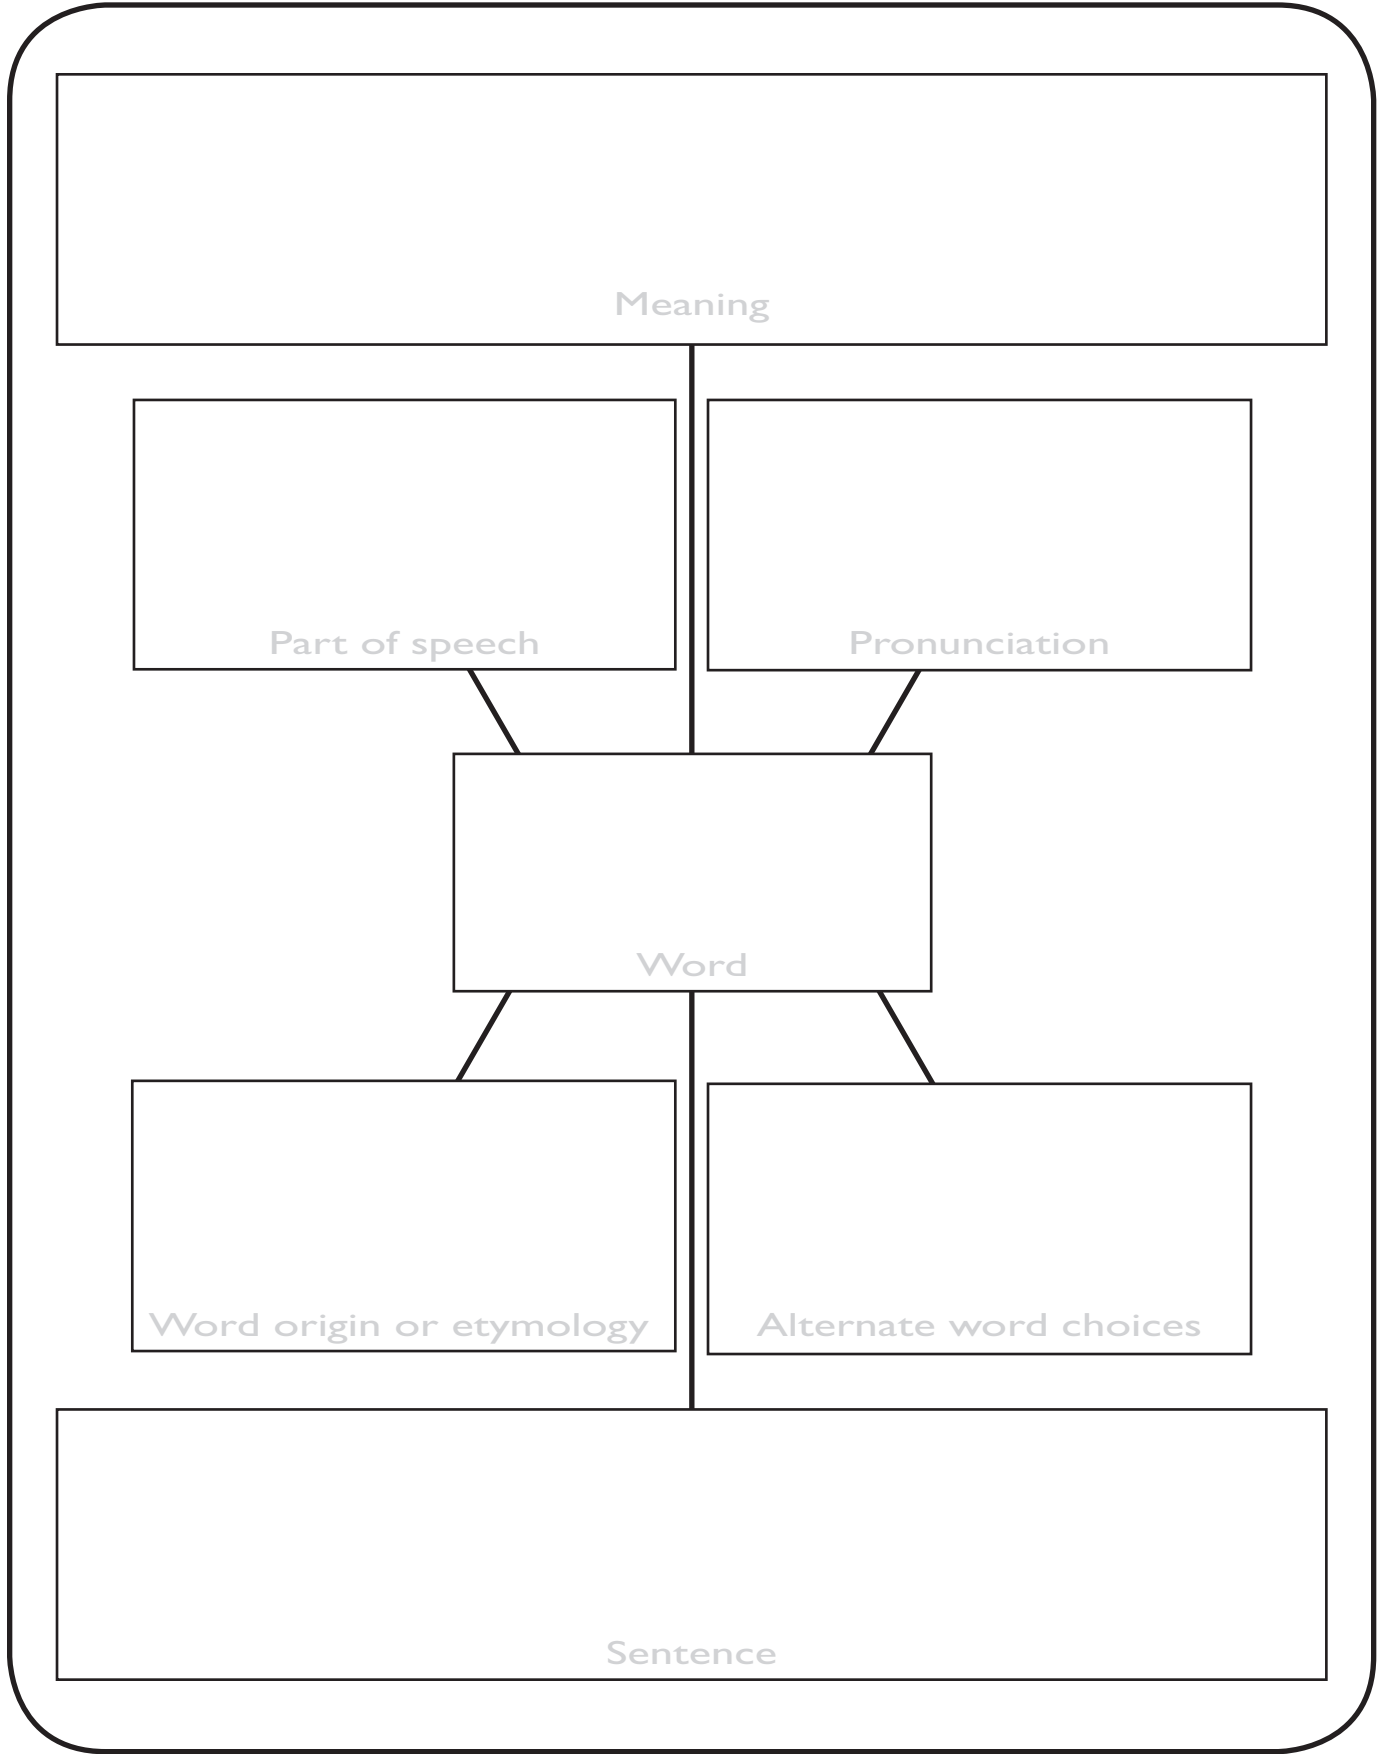 Meaning
Part of speech
Pronunciation
Word
Word origin or etymology
Alternate word choices
Sentence